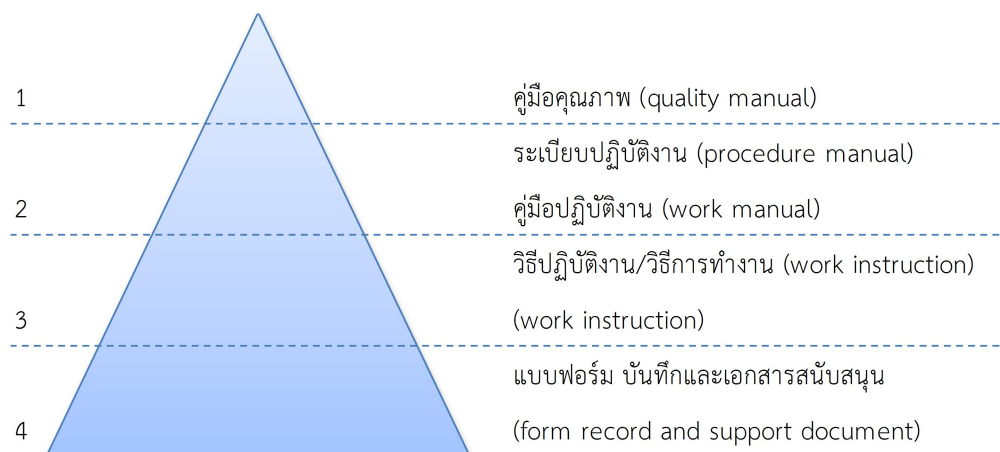 1
คู่มือคุณภาพ (quality manual)
ระเบียบปฏิบัติงาน (procedure manual)
2
คู่มือปฏิบัติงาน (work manual)
วิธีปฏิบัติงาน/วิธีการทำงาน (work instruction)
3
(work instruction)
แบบฟอร์ม บันทึกและเอกสารสนับสนุน
4
(form record and support document)